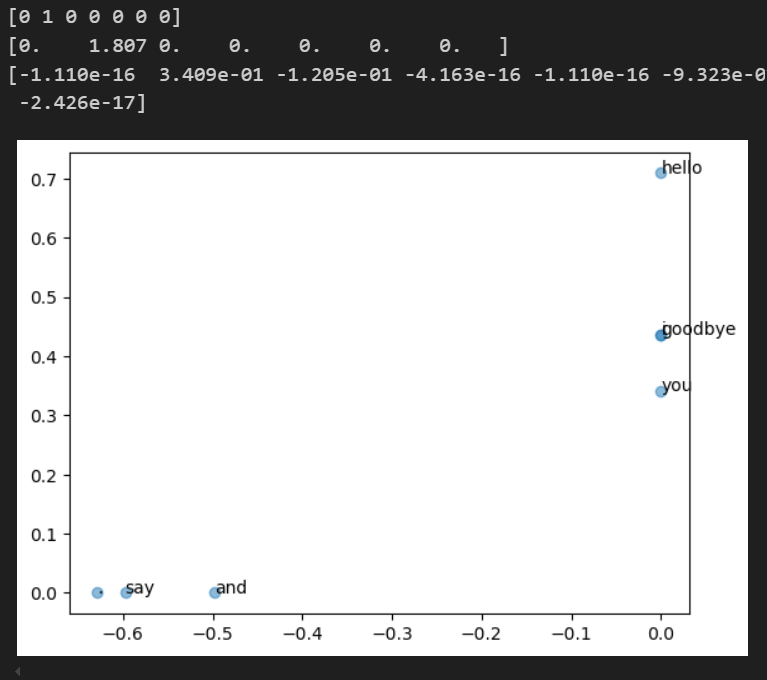 [0 1 0 0 0 0 0]
[0.    1.807 0.    0.    0.    0.    0.   ]
[-1.110e-16  3.409e-01 -1.205e-01 -4.163e-16 -1.110e-16 -9.323e-0
 -2.426e-17]
hello
0.7
0.6
0.5
goodbye
i
0.4
you
0.3
0.2
0.1
0.0
.
say
and
−0.6
−0.5
−0.4
−0.3
−0.2
−0.1
0.0